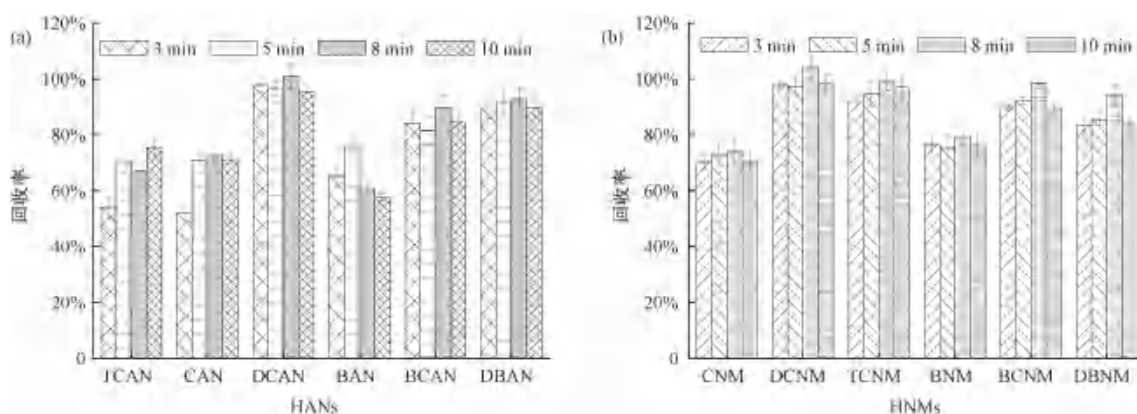 (a)
120%
100%
80%
60%
40%
20%
0
回收率
3 min 5 min 8 min 10 min
TCAN CAN DCAN BAN BCAN DBAN
HANs
(b)
120%
100%
80%
60%
40%
20%
0
回收率
3 min 5 min 8 min 10 min
CNM DCNM TCNM BNM BCNM DBNM
HNMs